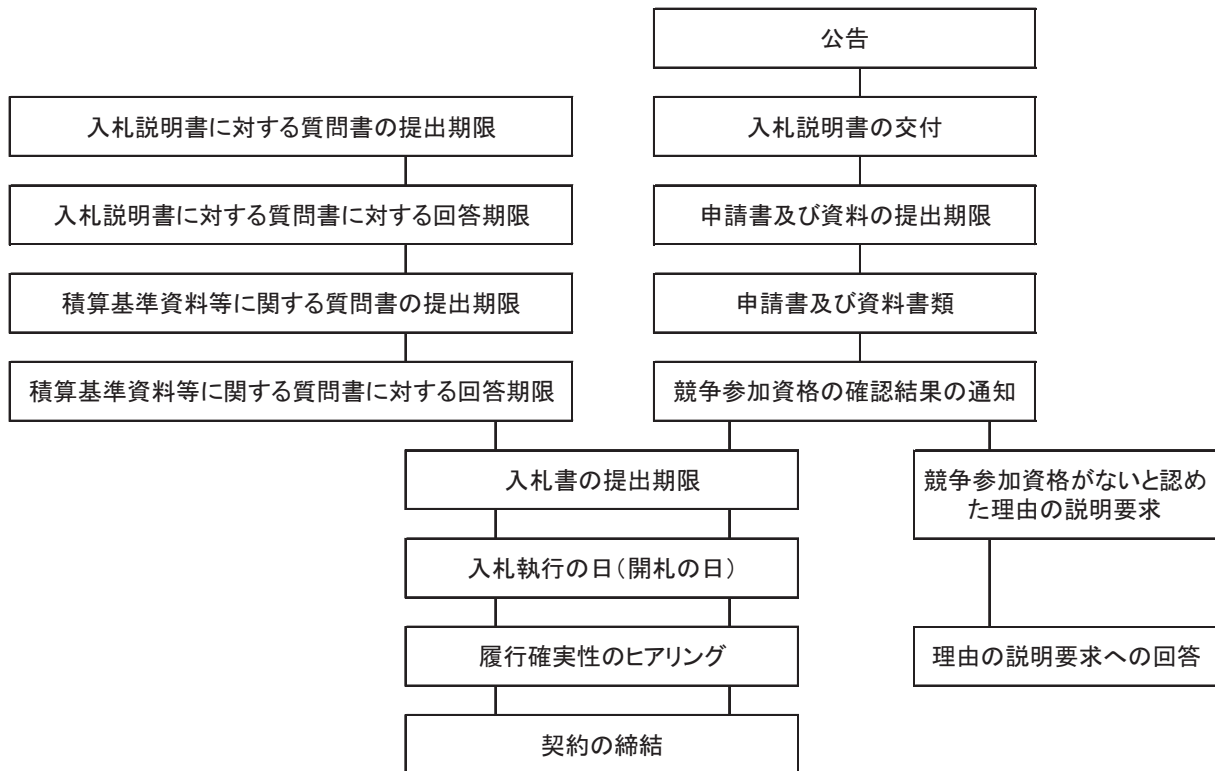 公告
入札説明書に対する質問書の提出期限
入札説明書の交付
入札説明書に対する質問書に対する回答期限
申請書及び資料の提出期限
積算基準資料等に関する質問書の提出期限
申請書及び資料書類
積算基準資料等に関する質問書に対する回答期限
競争参加資格の確認結果の通知
入札書の提出期限
競争参加資格がないと認め
た理由の説明要求
入札執行の日(開札の日)
履行確実性のヒアリング
理由の説明要求への回答
契約の締結